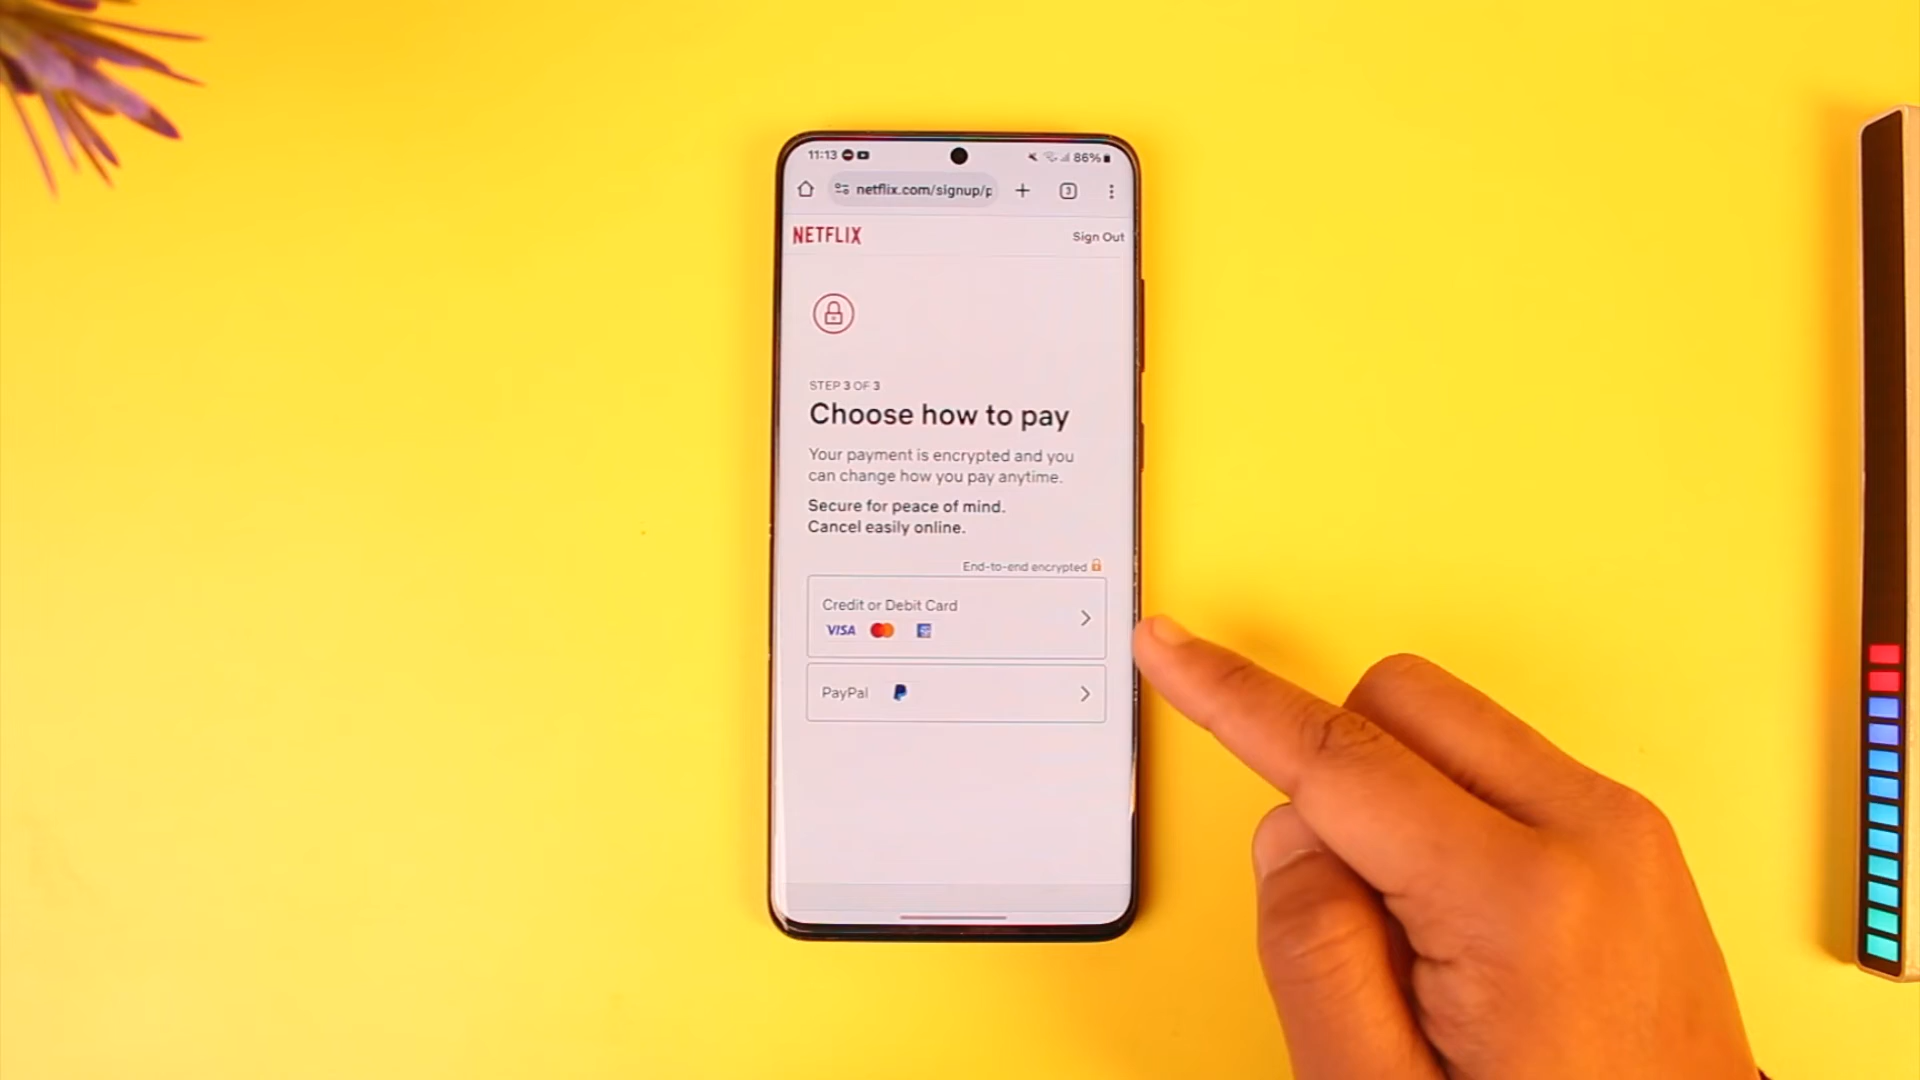 11:13 86%
netflix.com/signup/p 3
NETFLIX Sign Out
STEP 3 OF 3
Choose how to pay
Your payment is encrypted and you
can change how you pay anytime.
Secure for peace of mind.
Cancel easily online.
End-to-end encrypted
Credit or Debit Card
VISA
PayPal